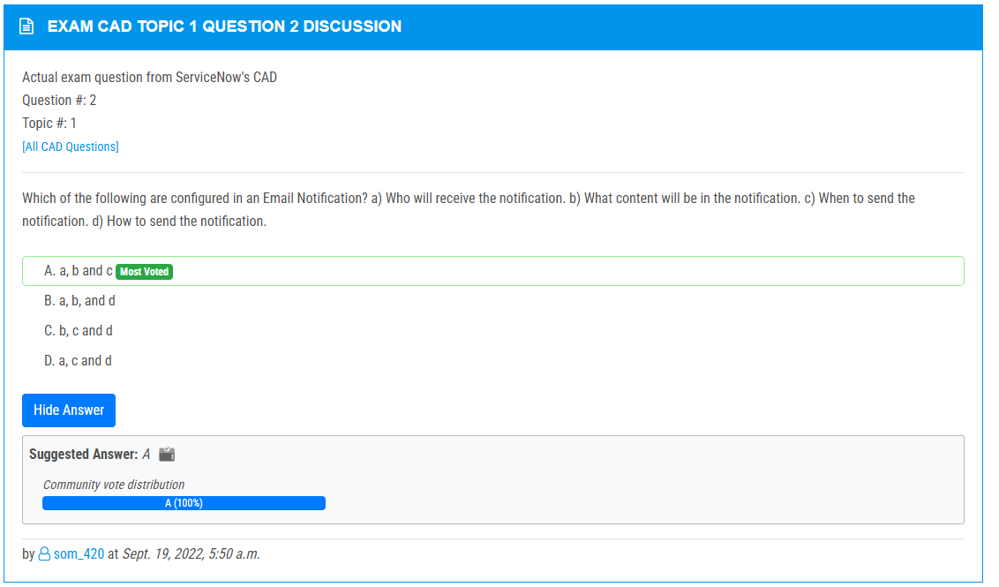 EXAM CAD TOPIC 1 QUESTION 2 DISCUSSION
Actual exam question from ServiceNow's CAD
Question #: 2
Topic #: 1
[All CAD Questions]
Which of the following are configured in an Email Notification? a) Who will receive the notification. b) What content will be in the notification. c) When to send the
notification. d) How to send the notification.
A. a, b and c Most Voted
B. a, b, and d
C. b, c and d
D. a, c and d
Hide Answer
Suggested Answer: A
Community vote distribution
A (100%)
by som_420 at Sept. 19, 2022, 5:50 a.m.